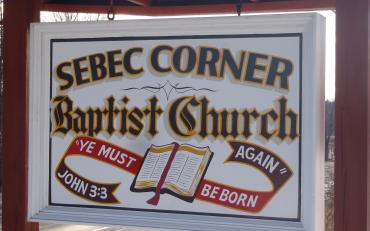 SEBEC CORNER
Baptist Church
"YE MUST BE BORN AGAIN"
JOHN 3:3